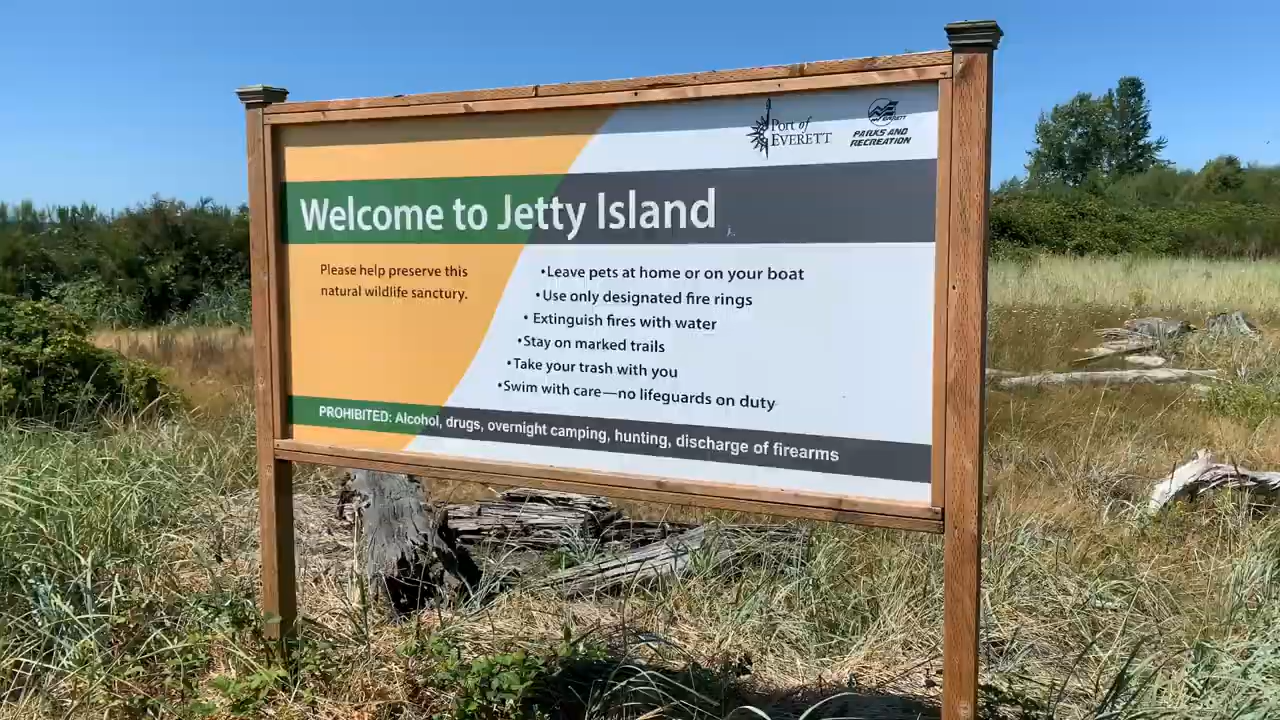 Port of
EVERETT
EVERETT
PARKS AND
RECREATION
Welcome to Jetty Island
Please help preserve this
natural wildlife sanctury.
•Leave pets at home or on your boat
•Use only designated fire rings
• Extinguish fires with water
•Stay on marked trails
•Take your trash with you
•Swim with care—no lifeguards on duty
PROHIBITED: Alcohol, drugs, overnight camping, hunting, discharge of firearms